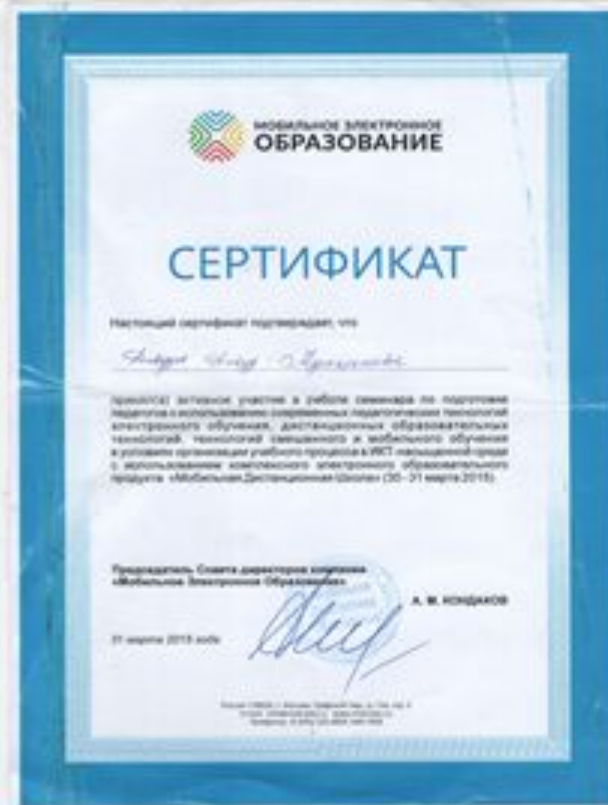 МОБИЛЬНОЕ ЭЛЕКТРОННОЕ
ОБРАЗОВАНИЕ
СЕРТИФИКАТ
Настоящий сертификат подтверждает, что
принял(а) активное участие в работе семинара по подготовке
педагогов к использованию современных педагогических технологий
электронного обучения, дистанционных образовательных
технологий, технологий смешанного и мобильного обучения
в условиях организации учебного процесса в ИКТ-насыщенной среде
с использованием комплексного электронного образовательного
продукта «Мобильная Дистанционная Школа» (30-31 марта 2015).
Председатель Совета директоров компании
«Мобильное Электронное Образование»
А. М. КОНДАКОВ
31 марта 2015 года